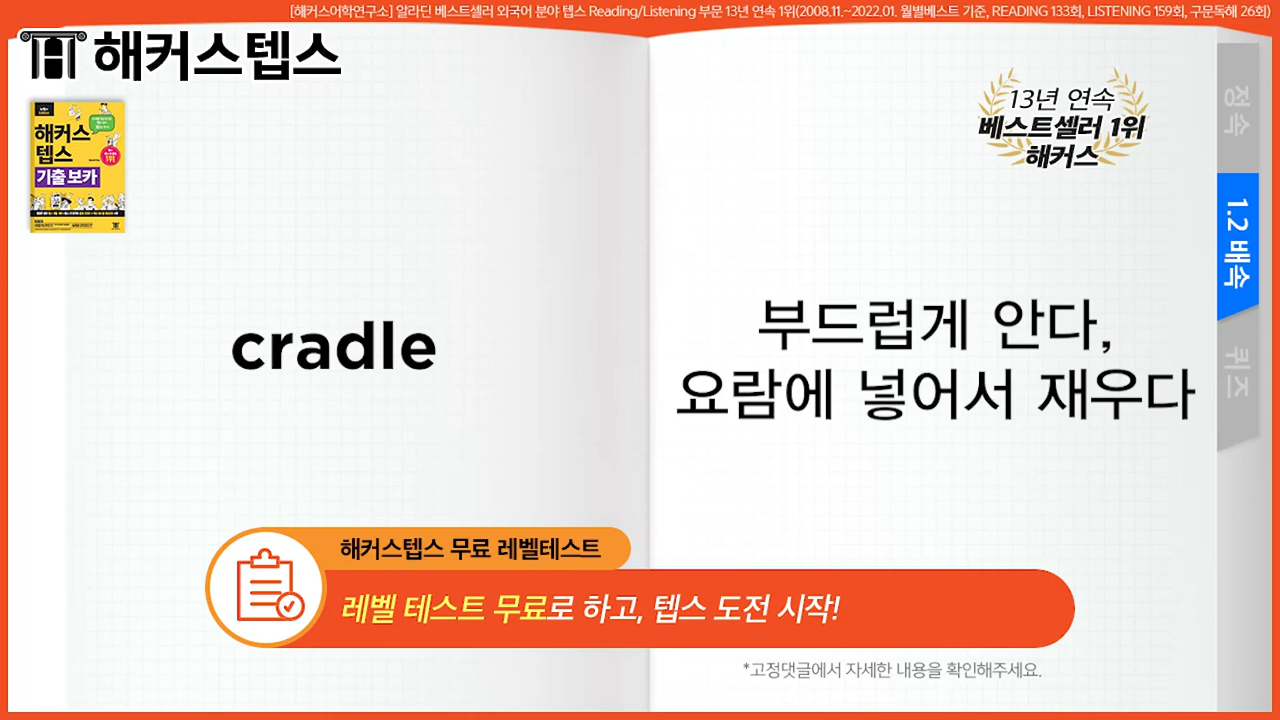 [해커스어학연구소] 알라딘 베스트셀러 외국어 분야 텝스 Reading/Listening 부문 13년 연속 1위(2008.11.~2022.01. 월별베스트 기준, READING 133회, LISTENING 159회, 구문독해 26회)
해커스텝스
해커스
텝스
기출 보카
13년 연속
베스트셀러 1위
해커스
정속
1.2 배속
퀴즈
cradle
부드럽게 안다,
요람에 넣어서 재우다
해커스텝스 무료 레벨테스트
레벨 테스트 무료로 하고, 텝스 도전 시작!
*고정댓글에서 자세한 내용을 확인해주세요.